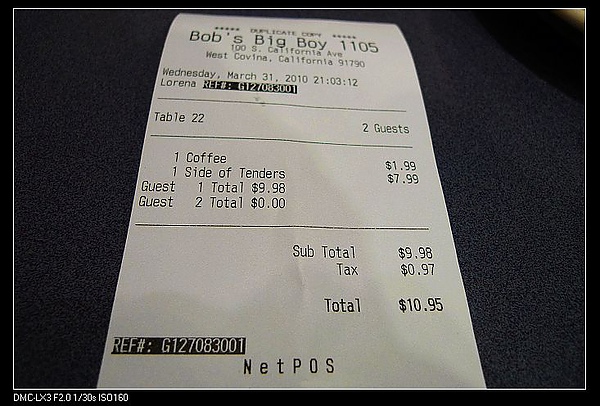 ***** DUPLICATE COPY *****
Bob's Big Boy 1105
100 S. California Ave
West Covina, California 91790
Wednesday, March 31, 2010 21:03:12
Lorena REF#: G127083001
Table 22
2 Guests
1 Coffee $1.99
1 Side of Tenders $7.99
Guest 1 Total $9.98
Guest 2 Total $0.00
Sub Total $9.98
Tax $0.97
Total $10.95
REF#: G127083001
NetPOS
DMC-LX3 F2.0 1/30s ISO160